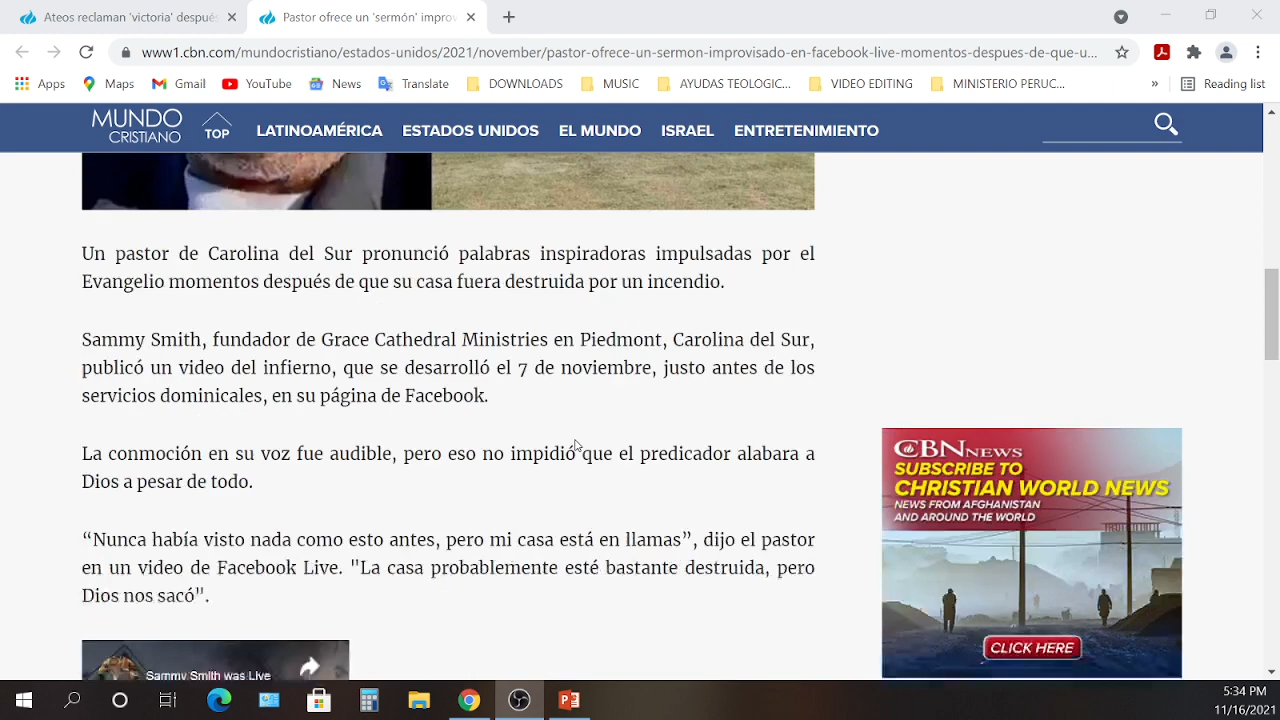 Ateos reclaman 'victoria' despué
Pastor ofrece un 'sermón' improv
www1.cbn.com/mundocristiano/estados-unidos/2021/november/pastor-ofrece-un-sermon-improvisado-en-facebook-live-momentos-despues-de-que-u...
Apps Maps Gmail YouTube News Translate DOWNLOADS MUSIC AYUDAS TEOLOGIC... VIDEO EDITING MINISTERIO PERUC... » Reading list
MUNDO
CRISTIANO
TOP LATINOAMÉRICA ESTADOS UNIDOS EL MUNDO ISRAEL ENTRETENIMIENTO
Un pastor de Carolina del Sur pronunció palabras inspiradoras impulsadas por el
Evangelio momentos después de que su casa fuera destruida por un incendio.
Sammy Smith, fundador de Grace Cathedral Ministries en Piedmont, Carolina del Sur,
publicó un video del infierno, que se desarrolló el 7 de noviembre, justo antes de los
servicios dominicales, en su página de Facebook.
La conmoción en su voz fue audible, pero eso no impidió que el predicador alabara a
Dios a pesar de todo.
“Nunca había visto nada como esto antes, pero mi casa está en llamas”, dijo el pastor
en un video de Facebook Live. "La casa probablemente esté bastante destruida, pero
Dios nos sacó".
Sammy Smith was Live
CBN NEWS
SUBSCRIBE TO
CHRISTIAN WORLD NEWS
NEWS FROM AFGHANISTAN
AND AROUND THE WORLD
CLICK HERE
5:34 PM
11/16/2021